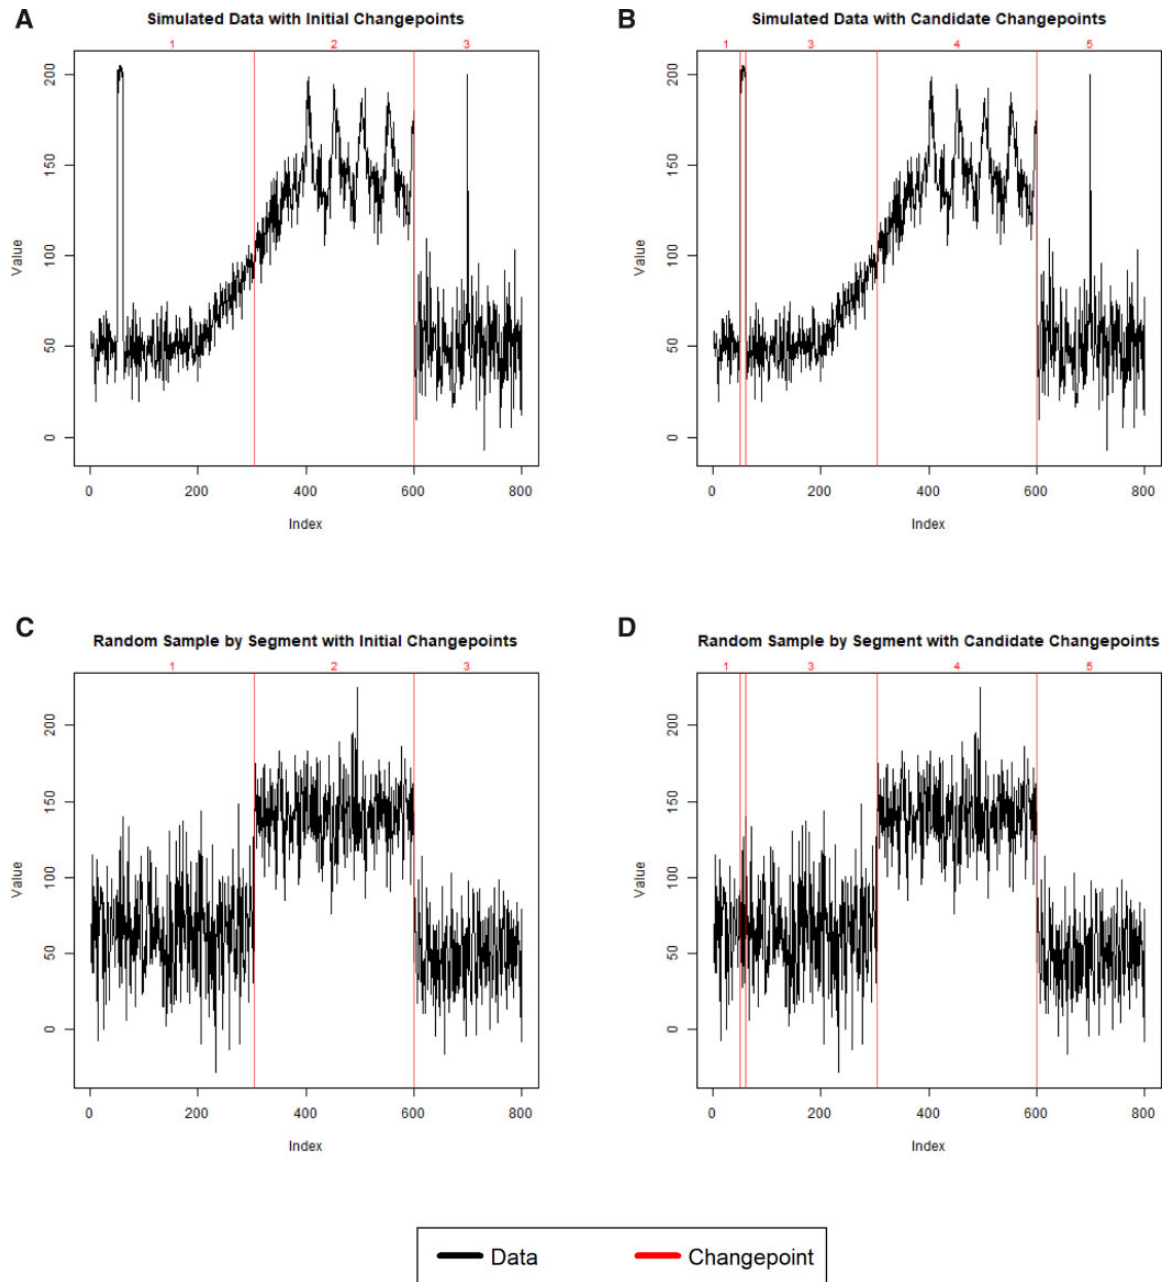 A
Simulated Data with Initial Changepoints
1 2 3
200
150
100
50
0
Value
0 200 400 600 800
Index
B
Simulated Data with Candidate Changepoints
1 3 4 5
200
150
100
50
0
Value
0 200 400 600 800
Index
C
Random Sample by Segment with Initial Changepoints
1 2 3
200
150
100
50
0
Value
0 200 400 600 800
Index
D
Random Sample by Segment with Candidate Changepoints
1 3 4 5
200
150
100
50
0
Value
0 200 400 600 800
Index
Data Changepoint